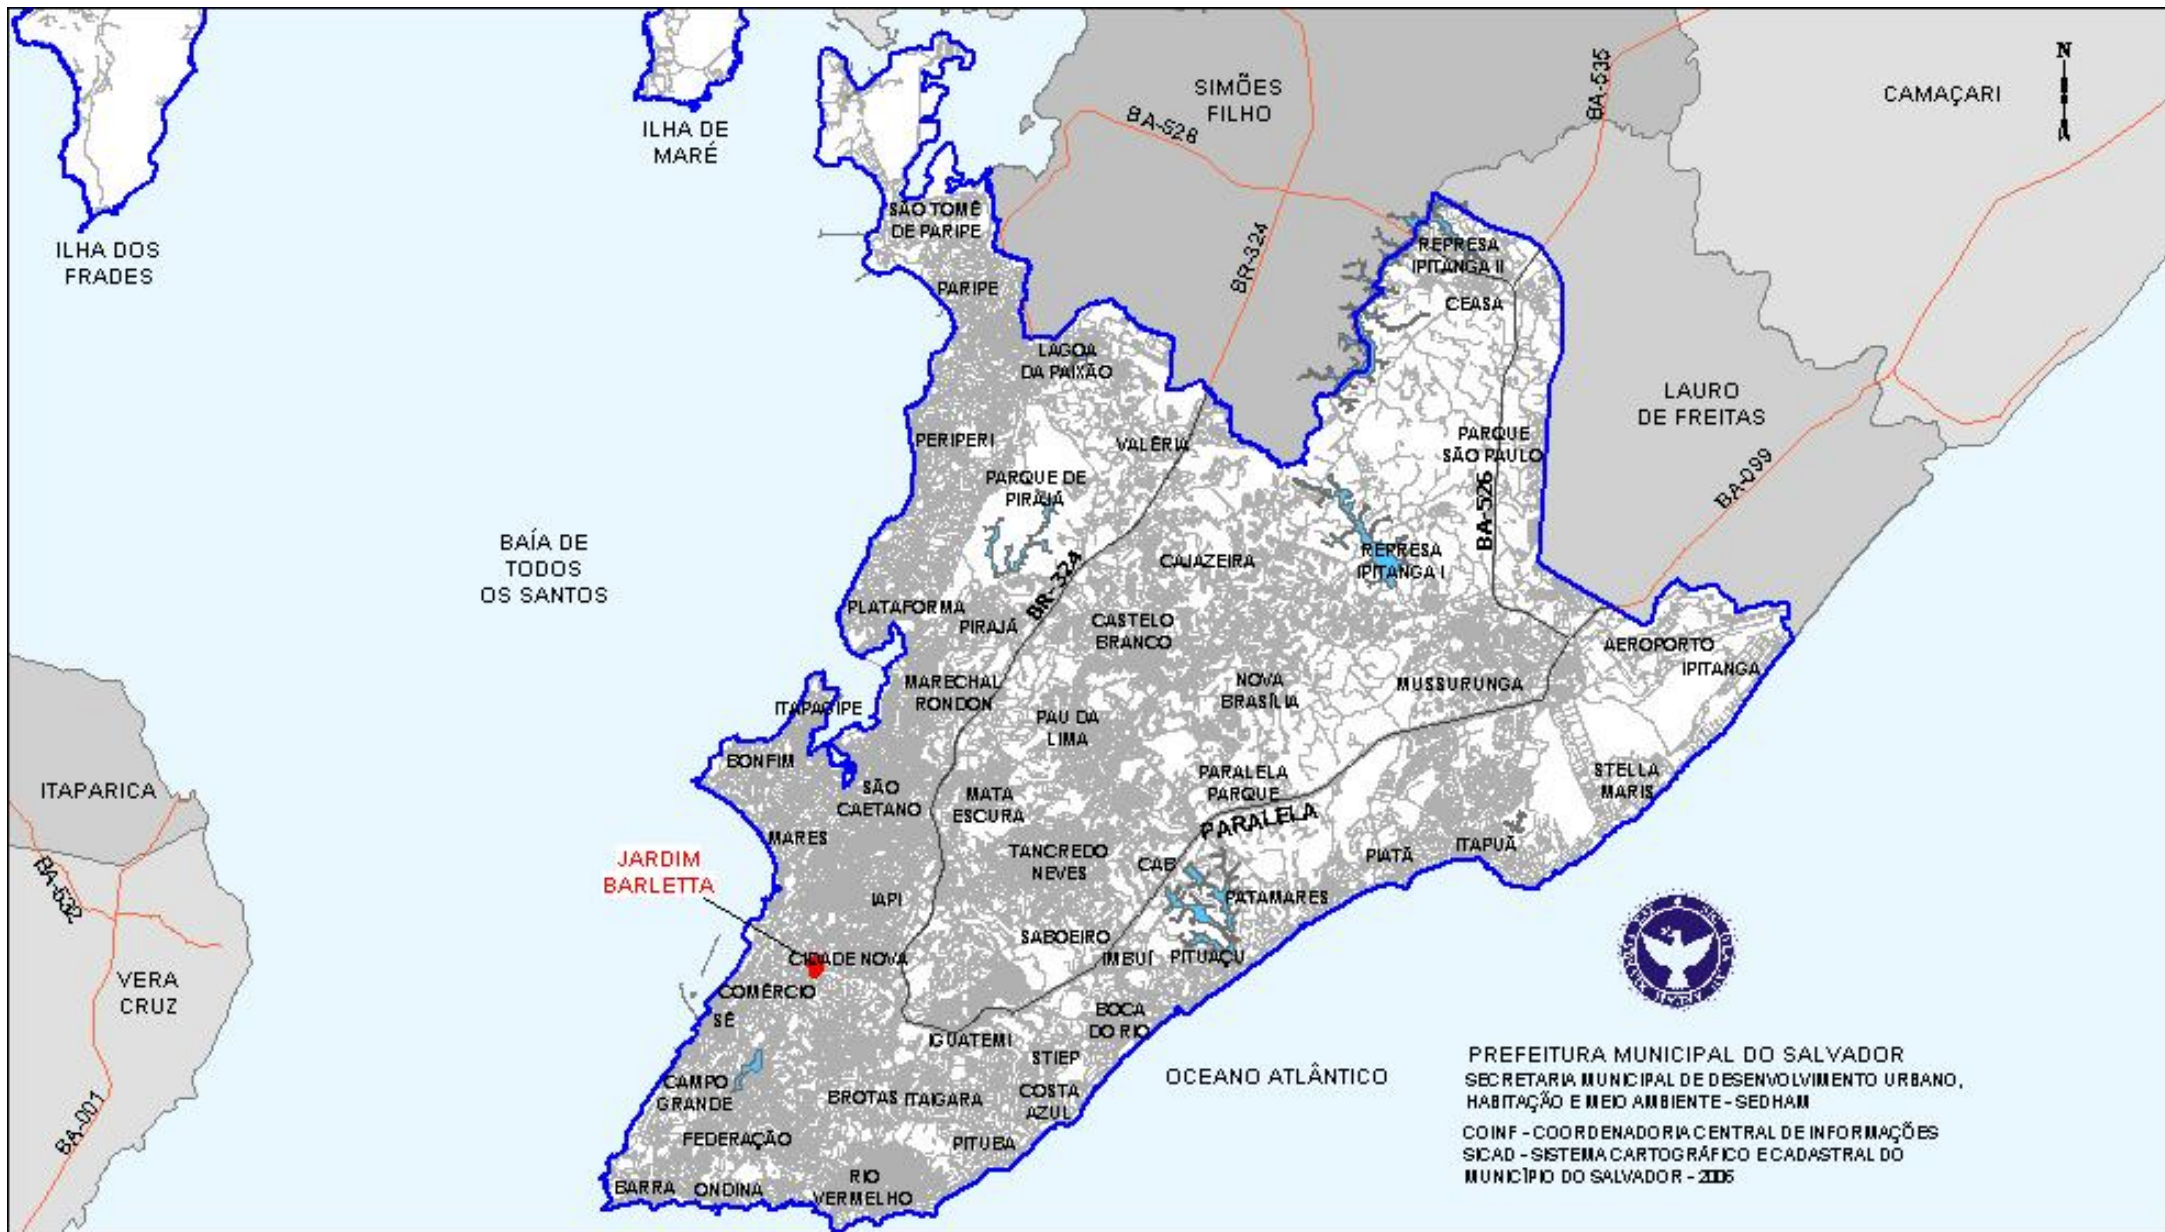 N
SIMÕES
FILHO
CAMAÇARI
BA-535
BA-528
ILHA DE
MARÉ
ILHA DOS
FRADES
SÃO TOMÉ
DE PARIPE
BR-324
REPRESA
IPITANGA II
PARIPE
CEASA
LAGOA
DA PAIXÃO
LAURO
DE FREITAS
PERIPERI
VALÉRIA
PARQUE
SÃO PAULO
PARQUE DE
PIRAJÁ
BA-099
BA-526
BAÍA DE
TODOS
OS SANTOS
CAJAZEIRA
REPRESA
IPITANGA I
BR-324
PLATAFORMA
PIRAJÁ
CASTELO
BRANCO
AEROPORTO
IPITANGA
MARECHAL
RONDON
NOVA
BRASÍLIA
MUSSURUNGA
ITAPAGIPE
PAU DA
LIMA
BONFIM
PARALELA
PARQUE
STELLA
MARIS
ITAPARICA
SÃO
CAETANO
MATA
ESCURA
PARALELA
MARES
ITAPUÃ
JARDIM
BARLETTA
TANCREDO
NEVES
CAB
PIATÃ
BA-532
IAPI
PATAMARES
SABOEIRO
CIDADE NOVA
IMBUÍ
PITUAÇU
VERA
CRUZ
COMÉRCIO
SÉ
BOCA
DO RIO
IGUATEMI
STIEP
OCEANO ATLÂNTICO
CAMPO
GRANDE
BROTAS
ITAIGARA
COSTA
AZUL
BA-001
FEDERAÇÃO
PITUBA
BARRA
ONDINA
RIO
VERMELHO
PREFEITURA MUNICIPAL DO SALVADOR
SECRETARIA MUNICIPAL DE DESENVOLVIMENTO URBANO,
HABITAÇÃO E MEIO AMBIENTE - SEDHAM
COINF - COORDENADORIA CENTRAL DE INFORMAÇÕES
SICAD - SISTEMA CARTOGRÁFICO E CADASTRAL DO
MUNICÍPIO DO SALVADOR - 2006